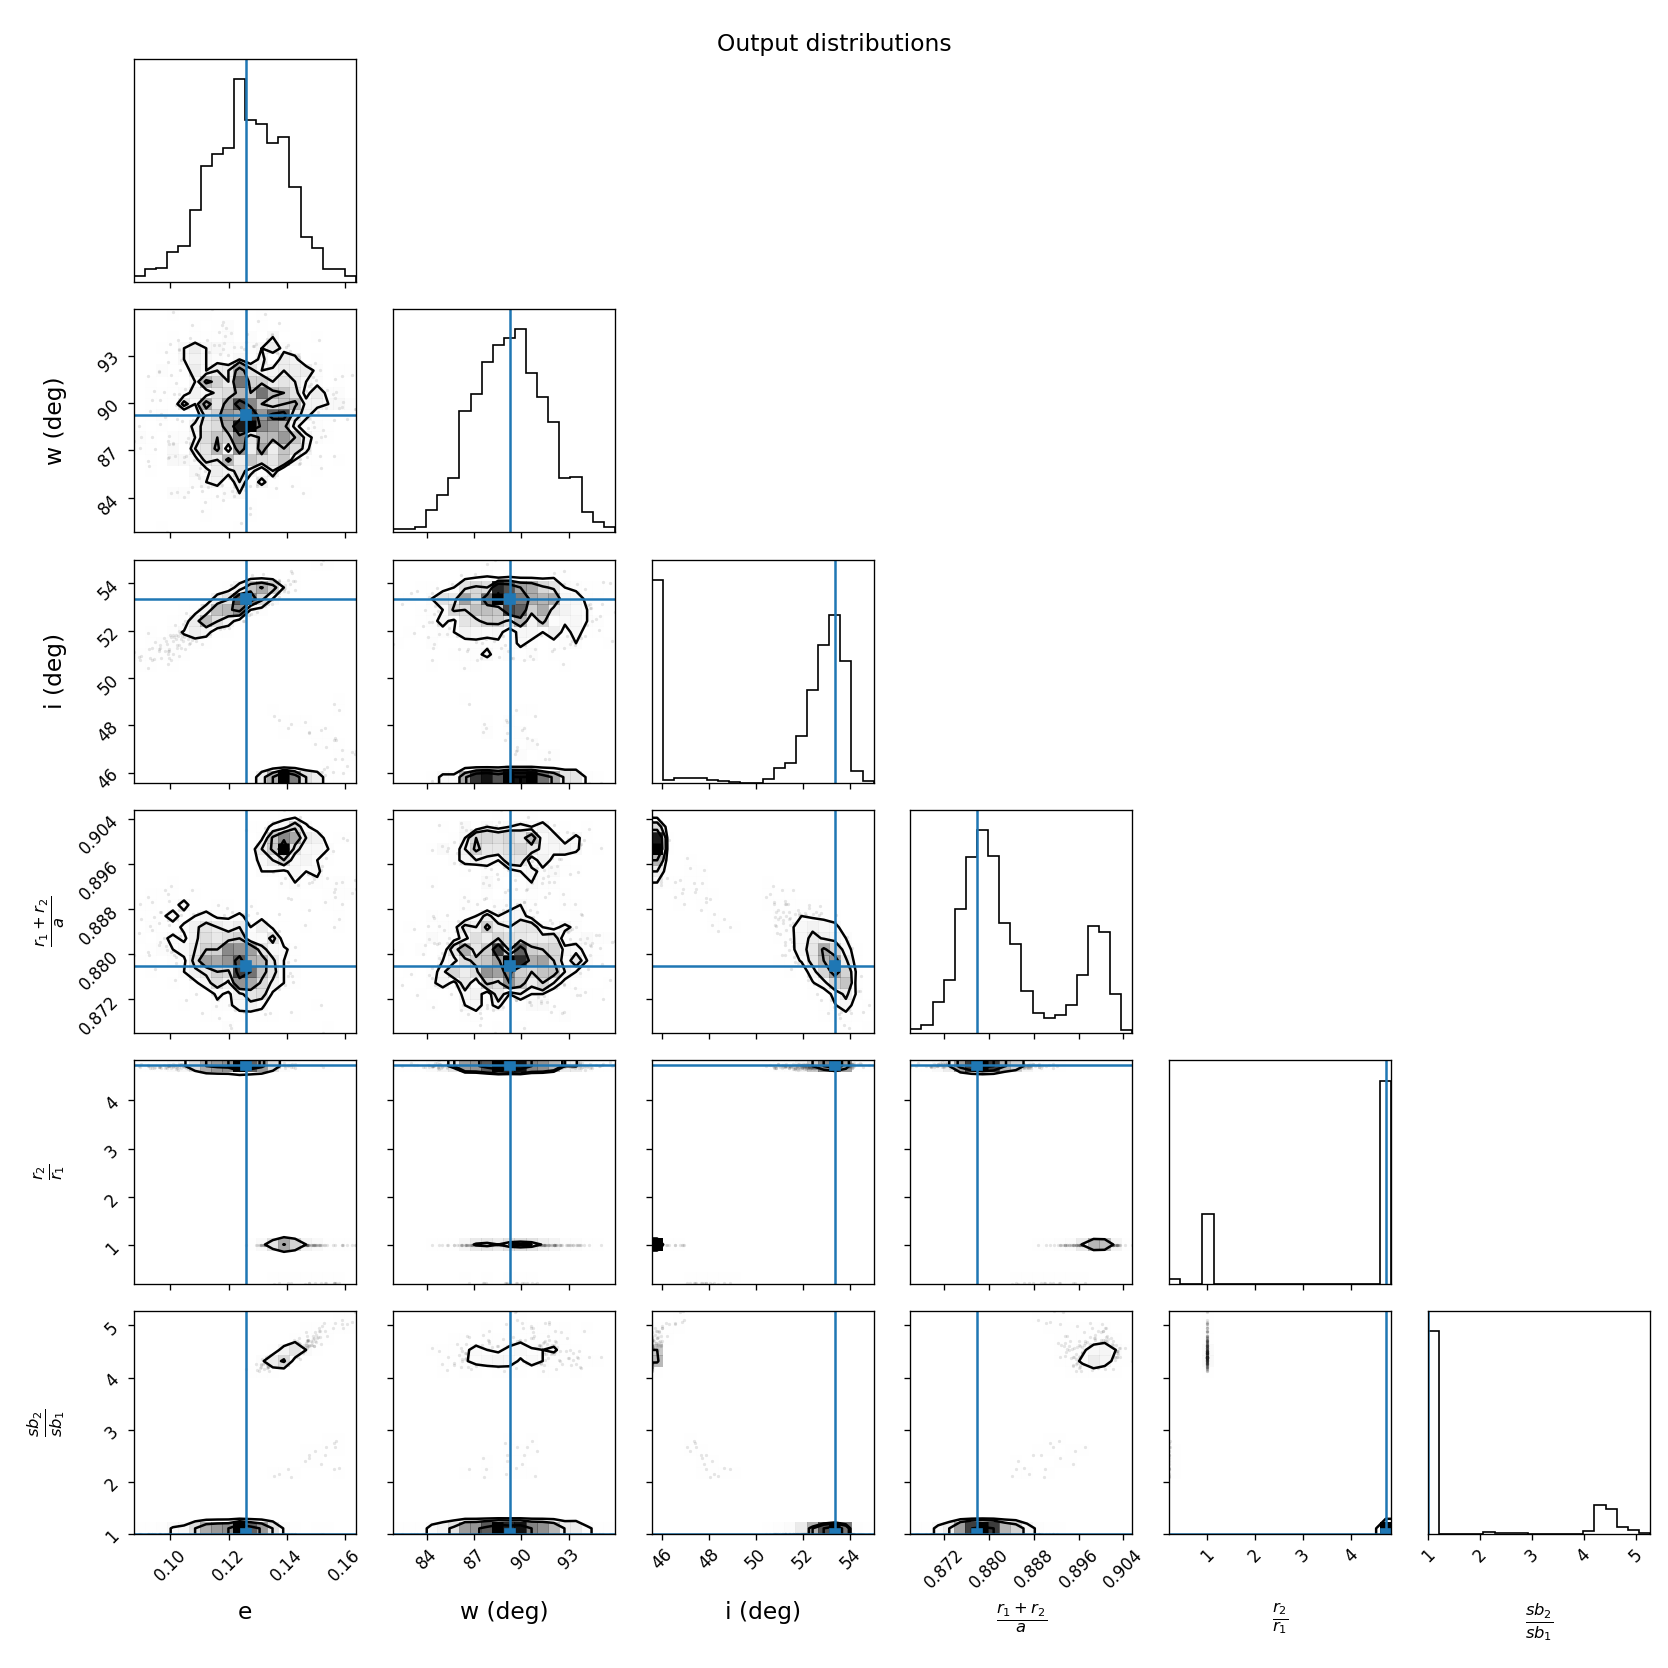 Output distributions
w (deg)
93
90
87
84
i (deg)
54
52
50
48
46
r₁ + r₂
a
0.904
0.896
0.888
0.880
0.872
r₂
r₁
4
3
2
1
sb₂
sb₁
5
4
3
2
1
0.10 0.12 0.14 0.16
84 87 90 93
46 48 50 52 54
0.872 0.880 0.888 0.896 0.904
1 2 3 4
1 2 3 4 5
e
w (deg)
i (deg)
r₁ + r₂
a
r₂
r₁
sb₂
sb₁